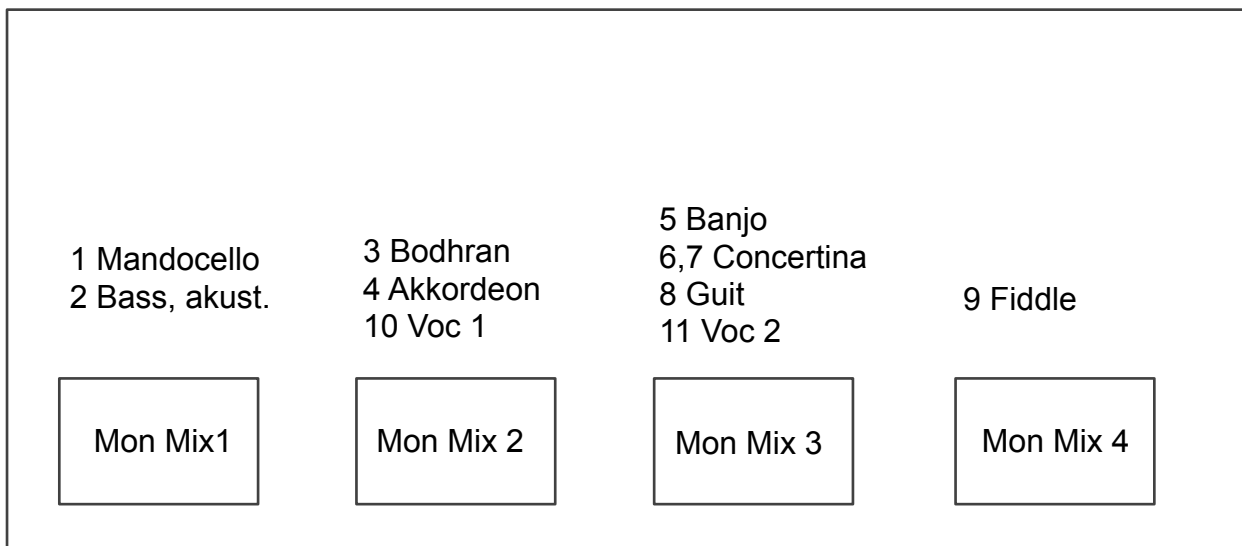 1 Mandocello
2 Bass, akust.
3 Bodhran
4 Akkordeon
10 Voc 1
5 Banjo
6,7 Concertina
8 Guit
11 Voc 2
9 Fiddle
Mon Mix1
Mon Mix 2
Mon Mix 3
Mon Mix 4